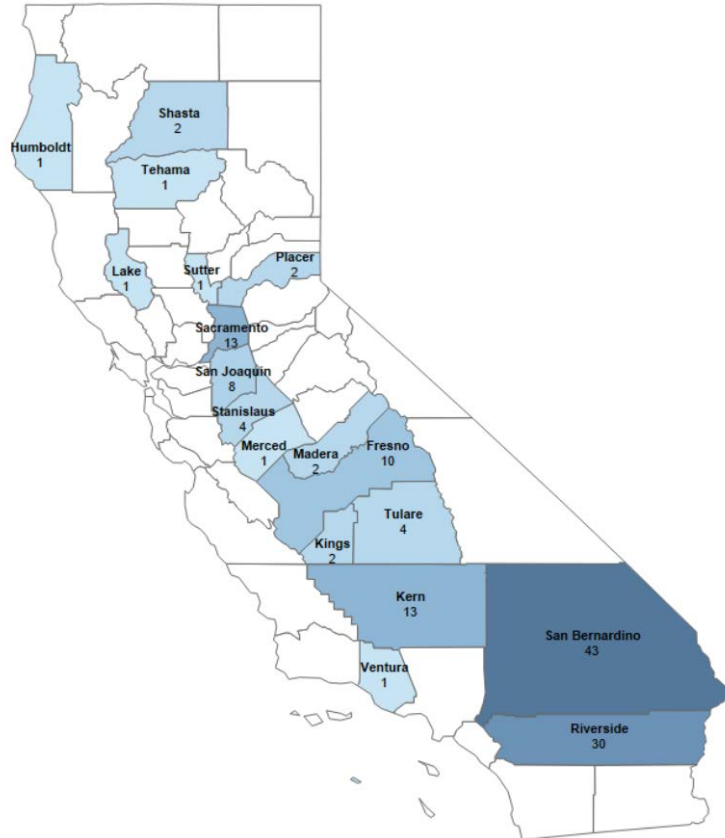 Shasta
2
Humboldt
1
Tehama
1
Placer
2
Lake
1
Sutter
1
Sacramento
13
San Joaquin
8
Stanislaus
4
Merced
1
Madera
2
Fresno
10
Tulare
4
Kings
2
Kern
13
San Bernardino
43
Ventura
1
Riverside
30